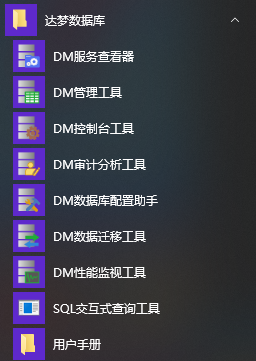 达梦数据库
DM服务查看器
DM管理工具
DM控制台工具
DM审计分析工具
DM数据库配置助手
DM数据迁移工具
DM性能监视工具
SQL交互式查询工具
用户手册